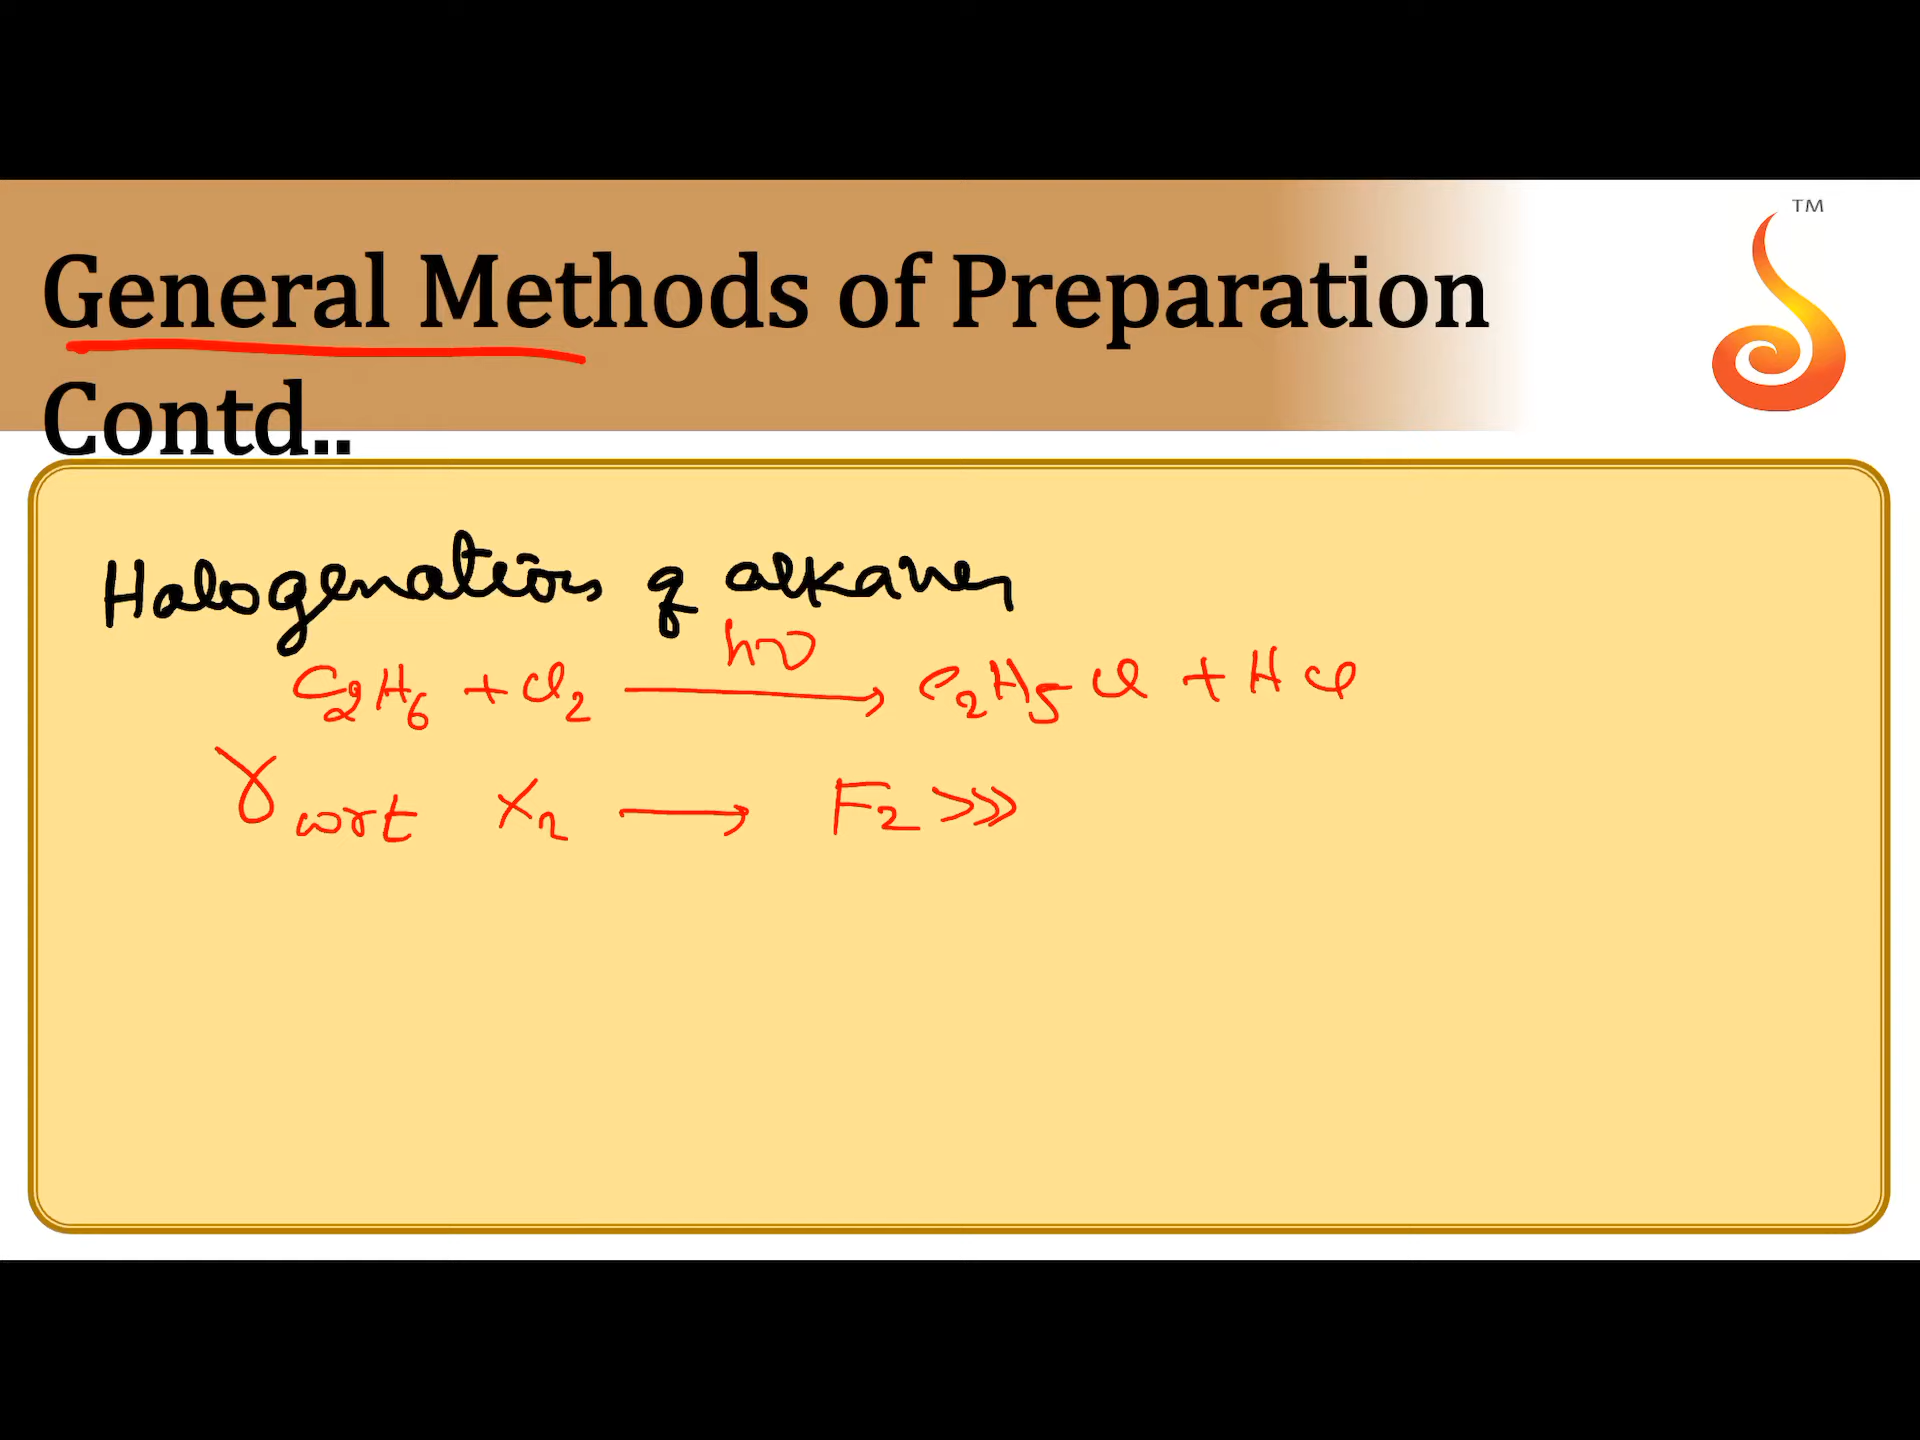 TM
General Methods of Preparation
Contd..
Halogenation of alkanes
hν
C₂H₆ + Cl₂ ⟶ C₂H₅Cl + HCl
γ wrt X₂ ⟶ F₂ >>>